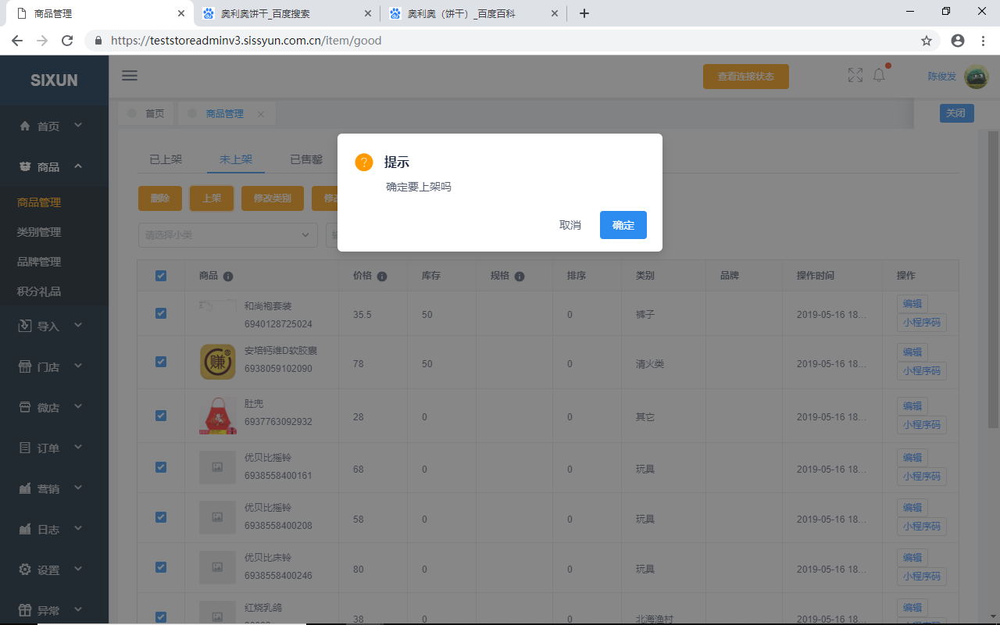 商品管理
奥利奥饼干_百度搜索
奥利奥（饼干）_百度百科
https://teststoreadminv3.sissyun.com.cn/item/good
SIXUN
查看连接状态
陈俊发
首页
商品管理
关闭
首页
商品
商品管理
类别管理
品牌管理
积分礼品
导入
门店
微店
订单
营销
日志
设置
异常
已上架
未上架
已售罄
提示
确定要上架吗
取消
确定
删除
上架
修改类别
修改
请选择小类
商品
价格
库存
规格
排序
类别
品牌
操作时间
操作
和尚袍套装
6940128725024
35.5
50
0
裤子
2019-05-16 18...
编辑
小程序码
赚
安培钙维D软胶囊
6938059102090
78
50
0
清火类
2019-05-16 18...
编辑
小程序码
肚兜
6937763092932
28
0
0
其它
2019-05-16 18...
编辑
小程序码
优贝比摇铃
6938558400161
68
0
0
玩具
2019-05-16 18...
编辑
小程序码
优贝比摇铃
6938558400208
58
0
0
玩具
2019-05-16 18...
编辑
小程序码
优贝比床铃
6938558400246
80
0
0
玩具
2019-05-16 18...
编辑
小程序码
红烧乳鸽
38
0
0
北海渔村
2019-05-16 18...
编辑